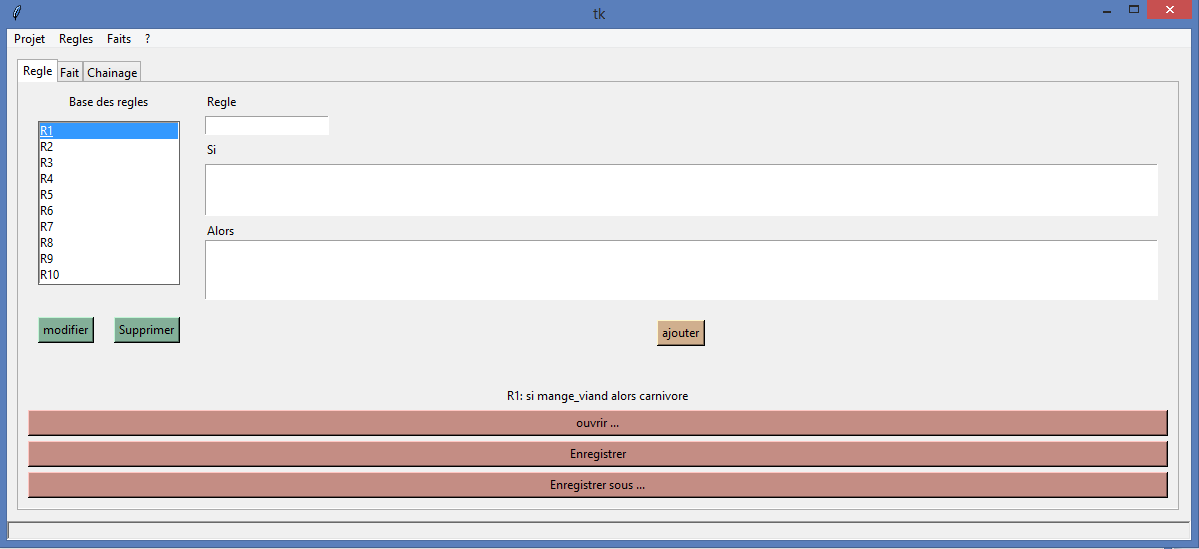 tk
Projet Regles Faits ?
Regle Fait Chainage
Base des regles
R1
R2
R3
R4
R5
R6
R7
R8
R9
R10
modifier Supprimer
Regle
Si
Alors
ajouter
R1: si mange_viand alors carnivore
ouvrir ...
Enregistrer
Enregistrer sous ...